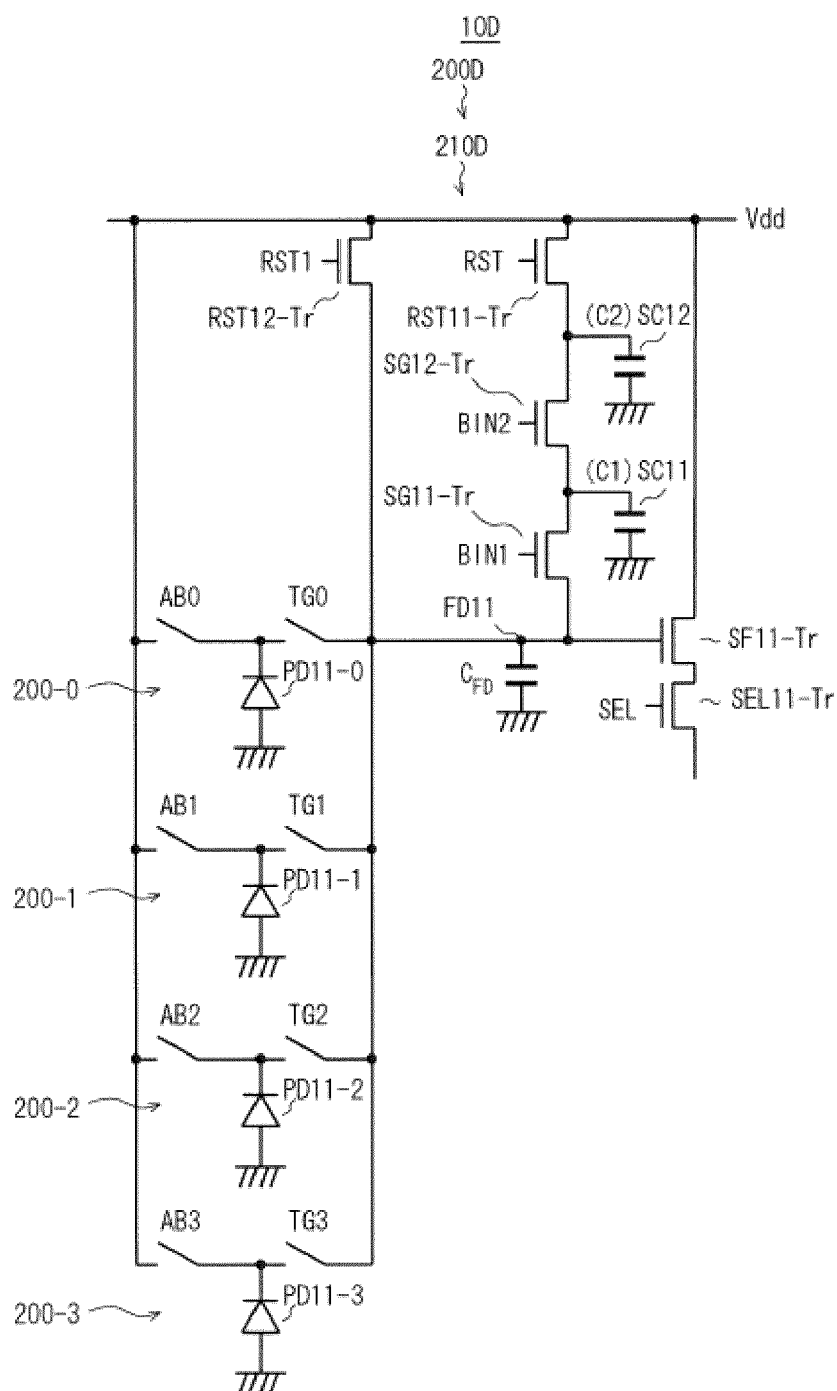 10D
200D
210D
Vdd
RST1
RST
RST12-Tr
RST11-Tr
(C2) SC12
SG12-Tr
BIN2
(C1) SC11
SG11-Tr
BIN1
AB0
TG0
FD11
SF11-Tr
200-0
PD11-0
CFD
SEL
SEL11-Tr
AB1
TG1
200-1
PD11-1
AB2
TG2
200-2
PD11-2
AB3
TG3
200-3
PD11-3